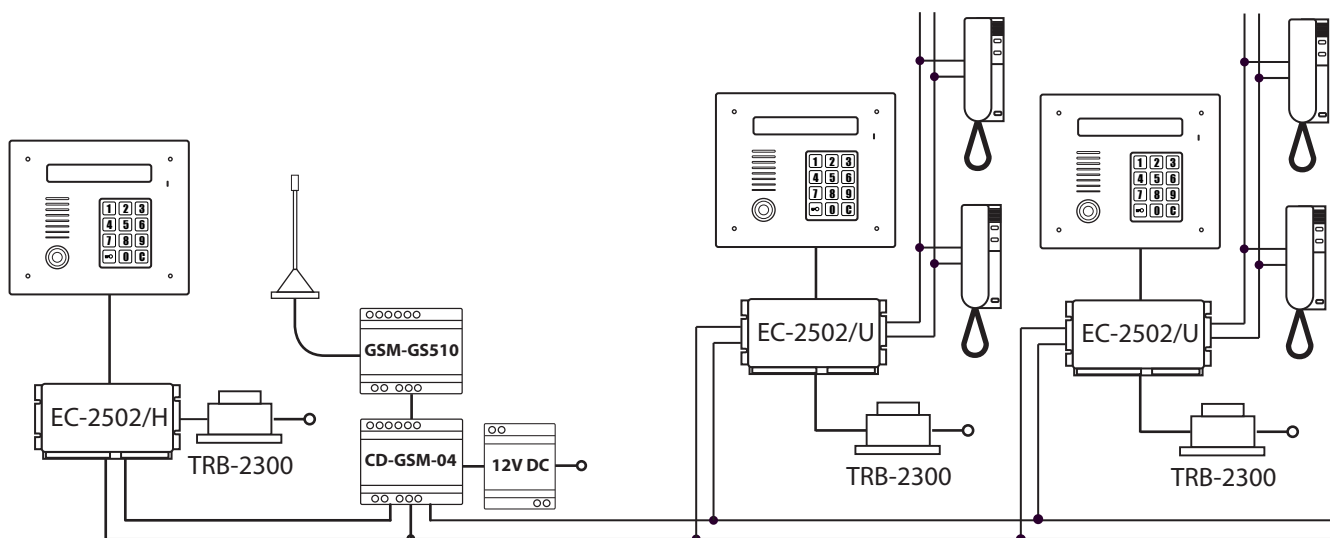 1 2 3
4 5 6
7 8 9
0 C
EC-2502/H
TRB-2300
GSM-GS510
CD-GSM-04
12V DC
1 2 3
4 5 6
7 8 9
0 C
EC-2502/U
TRB-2300
1 2 3
4 5 6
7 8 9
0 C
EC-2502/U
TRB-2300